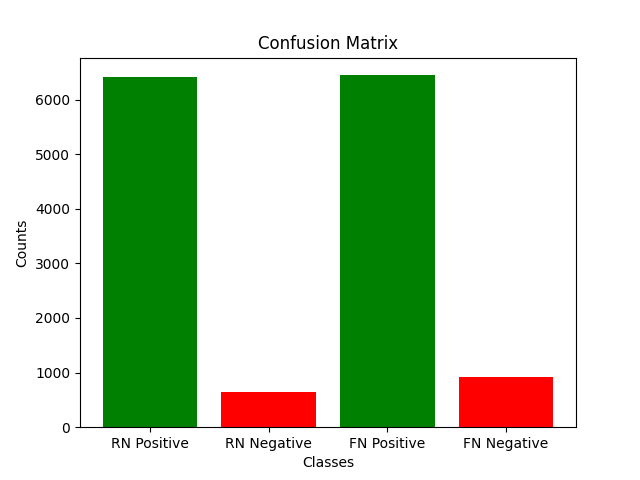 Confusion Matrix
Counts
6000
5000
4000
3000
2000
1000
0
RN Positive RN Negative FN Positive FN Negative
Classes